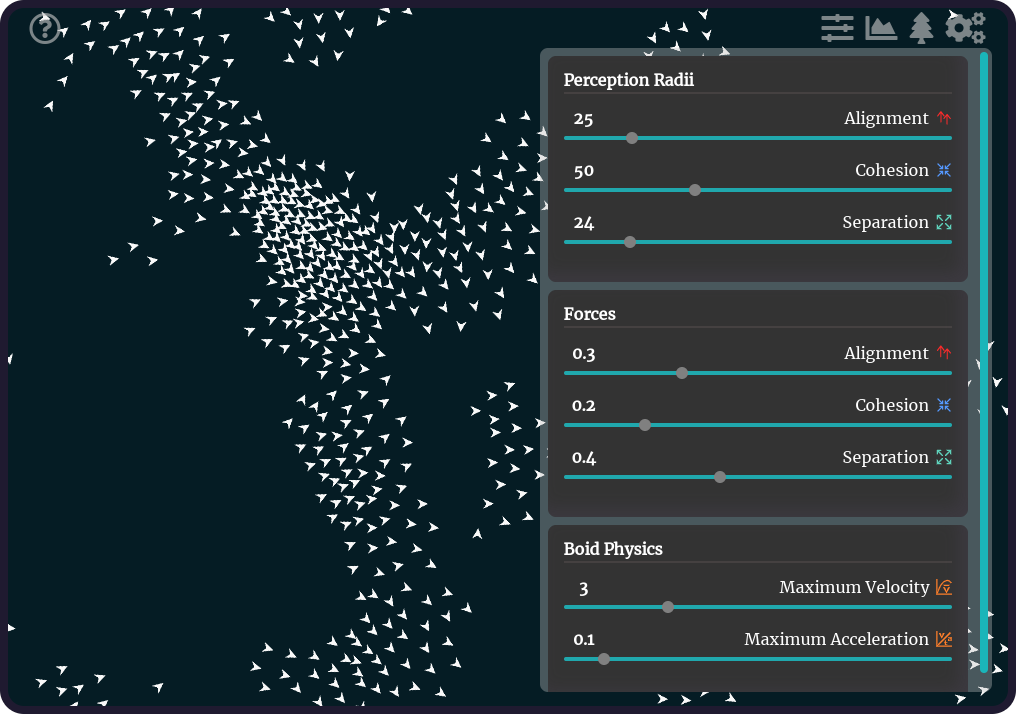 ?
Perception Radii
25 Alignment
50 Cohesion
24 Separation
Forces
0.3 Alignment
0.2 Cohesion
0.4 Separation
Boid Physics
3 Maximum Velocity
0.1 Maximum Acceleration